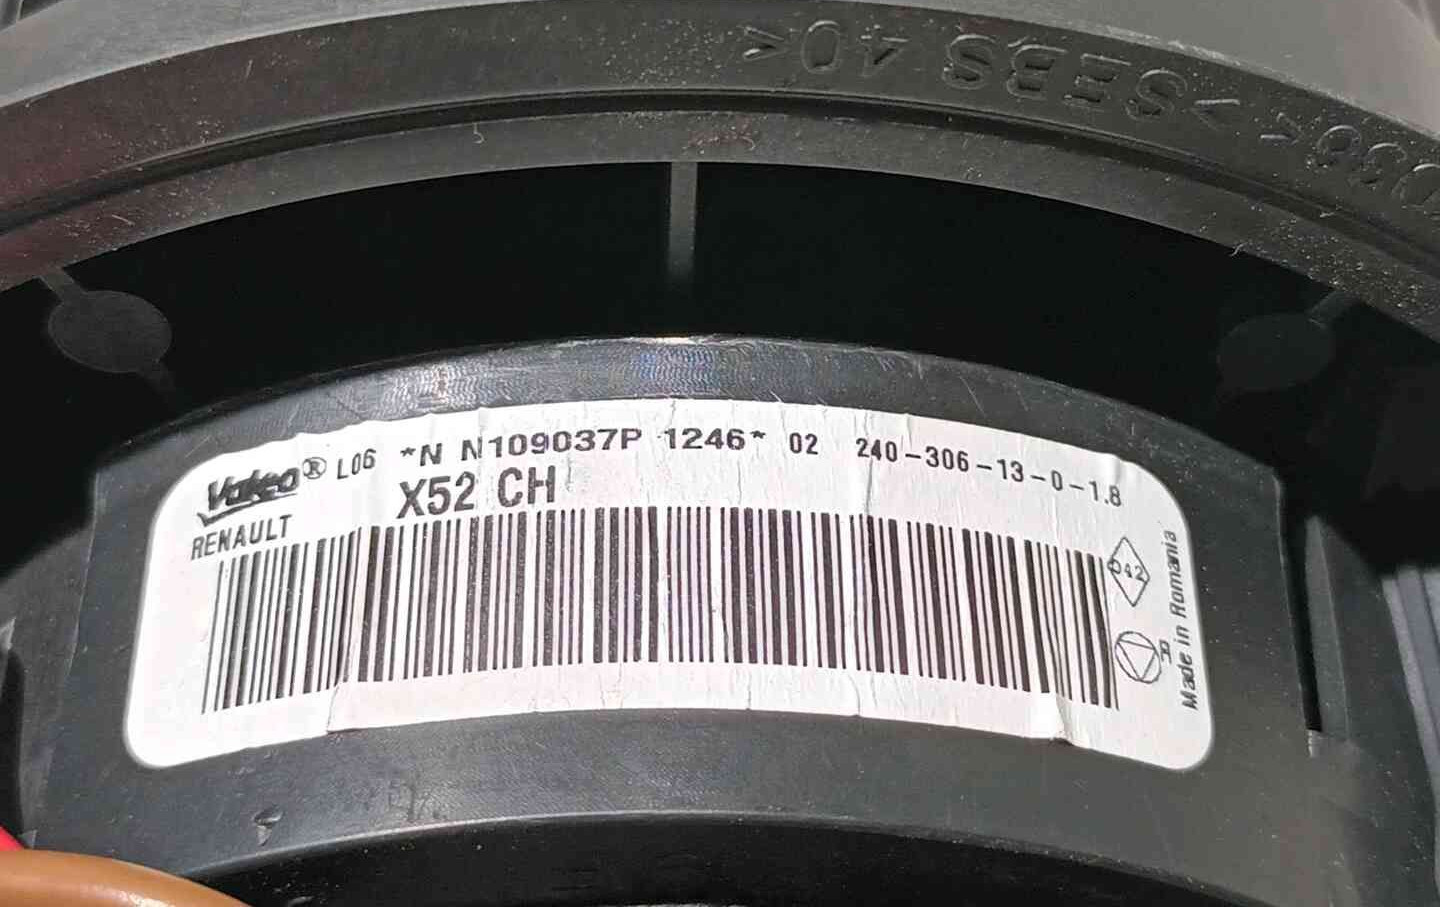 >SEBS 40<
Valeo® L06 *N N109037P 1246* 02 240-306-13-0-1.8
RENAULT
X52 CH
042
A
Made in Romania